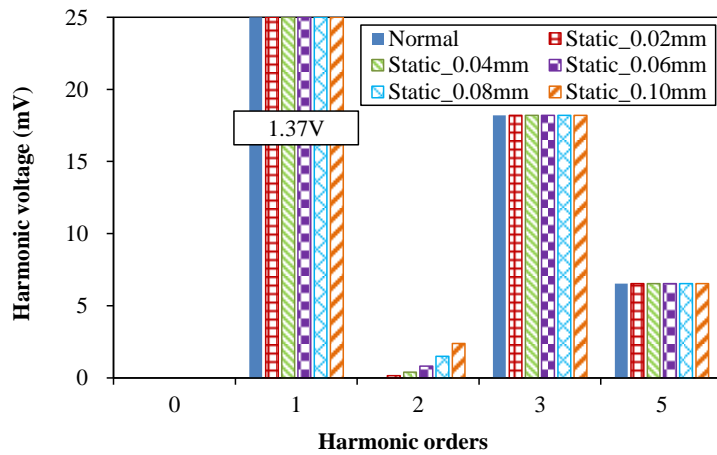 25
20
15
10
5
0
Harmonic voltage (mV)
Normal
Static_0.02mm
Static_0.04mm
Static_0.06mm
Static_0.08mm
Static_0.10mm
1.37V
0 1 2 3 5
Harmonic orders